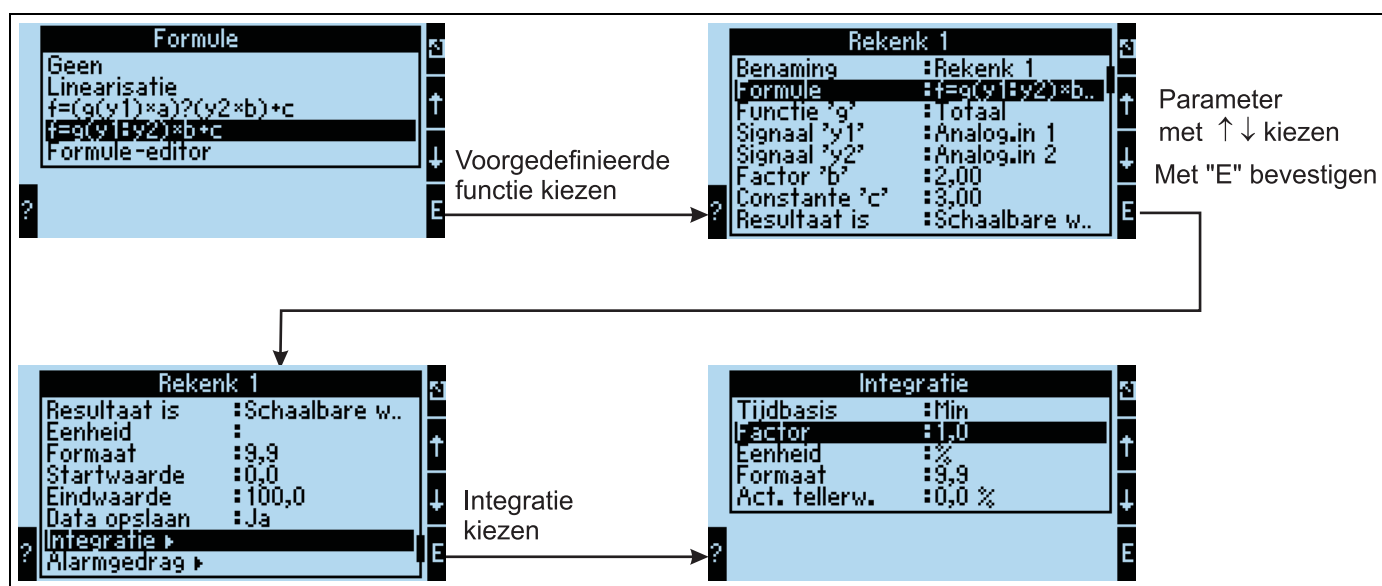 Formule
Geen
Linearisatie
f=(g(y1)×a)?(y2×b)+c
f=g(y1:y2)×b+c
Formule-editor
?
↑
↓
E
Voorgedefinieerde
functie kiezen
Rekenk 1
Benaming :Rekenk 1
Formule :f=g(y1:y2)×b..
Functie 'g' :Totaal
Signaal 'y1' :Analog.in 1
Signaal 'y2' :Analog.in 2
Factor 'b' :2,00
Constante 'c' :3,00
Resultaat is :Schaalbare w..
?
↑
↓
E
Parameter
met ↑ ↓ kiezen
Met "E" bevestigen
Rekenk 1
Resultaat is :Schaalbare w..
Eenheid :
Formaat :9,9
Startwaarde :0,0
Eindwaarde :100,0
Data opslaan :Ja
Integratie ▸
Alarmgedrag ▸
?
↑
↓
E
Integratie
kiezen
Integratie
Tijdbasis :Min
Factor :1,0
Eenheid :%
Formaat :9,9
Act. tellerw. :0,0 %
?
↑
↓
E